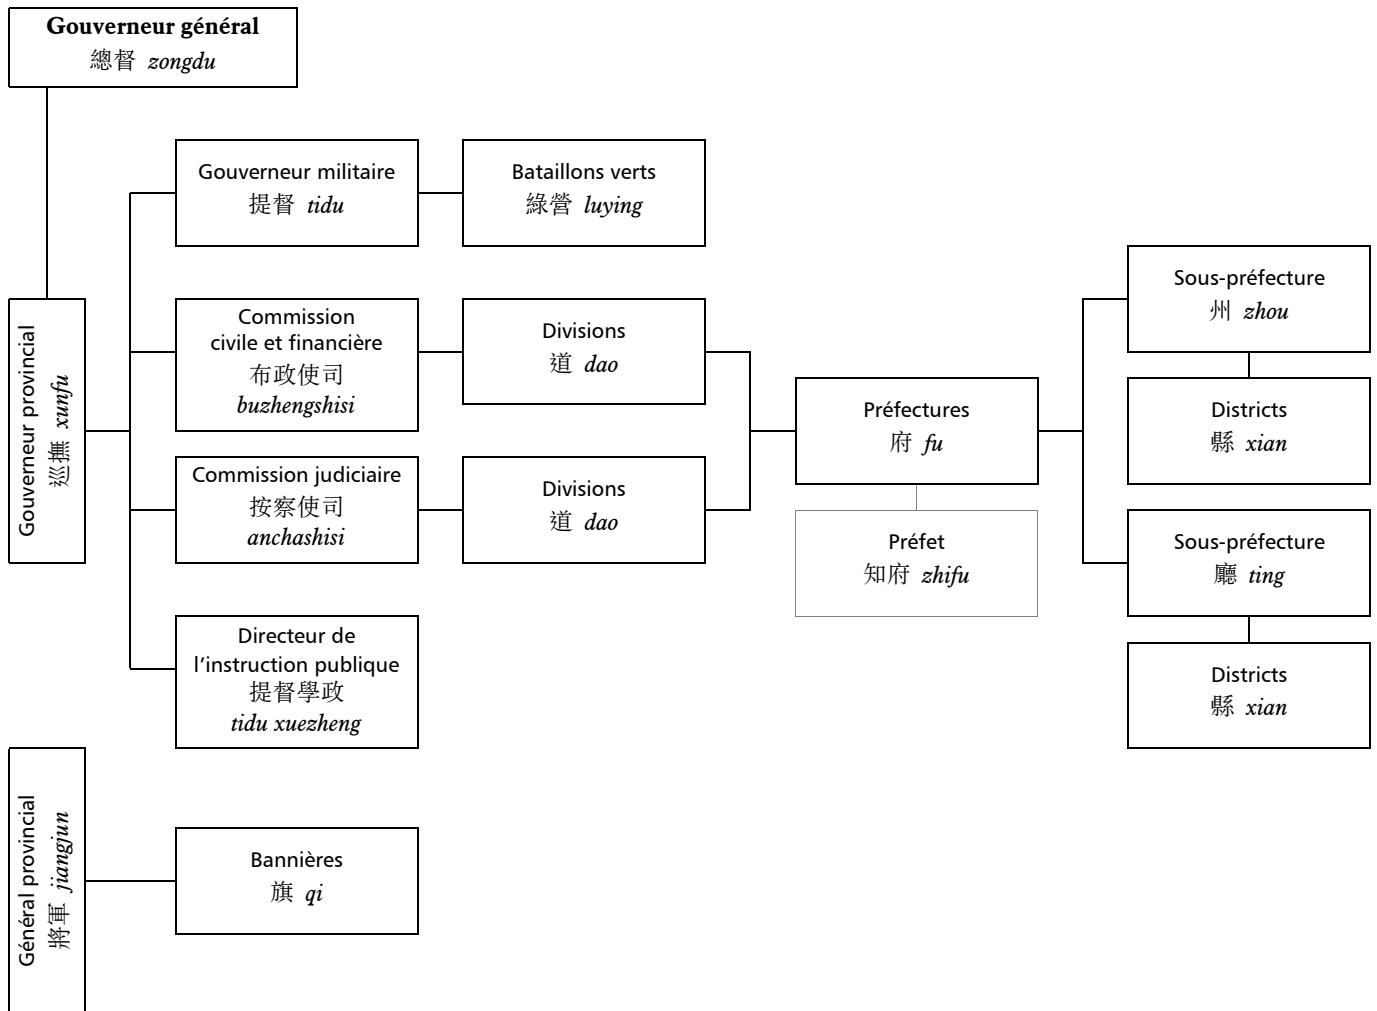 Gouverneur général
總督 zongdu
Gouverneur militaire
提督 tidu
Bataillons verts
綠營 luying
Gouverneur provincial
巡撫 xunfu
Commission
civile et financière
布政使司
buzhengshisi
Divisions
道 dao
Commission judiciaire
按察使司
anchashisi
Divisions
道 dao
Préfectures
府 fu
Préfet
知府 zhifu
Sous-préfecture
州 zhou
Districts
縣 xian
Sous-préfecture
廳 ting
Districts
縣 xian
Directeur de
l'instruction publique
提督學政
tidu xuezheng
Général provincial
將軍 jiangjun
Bannières
旗 qi